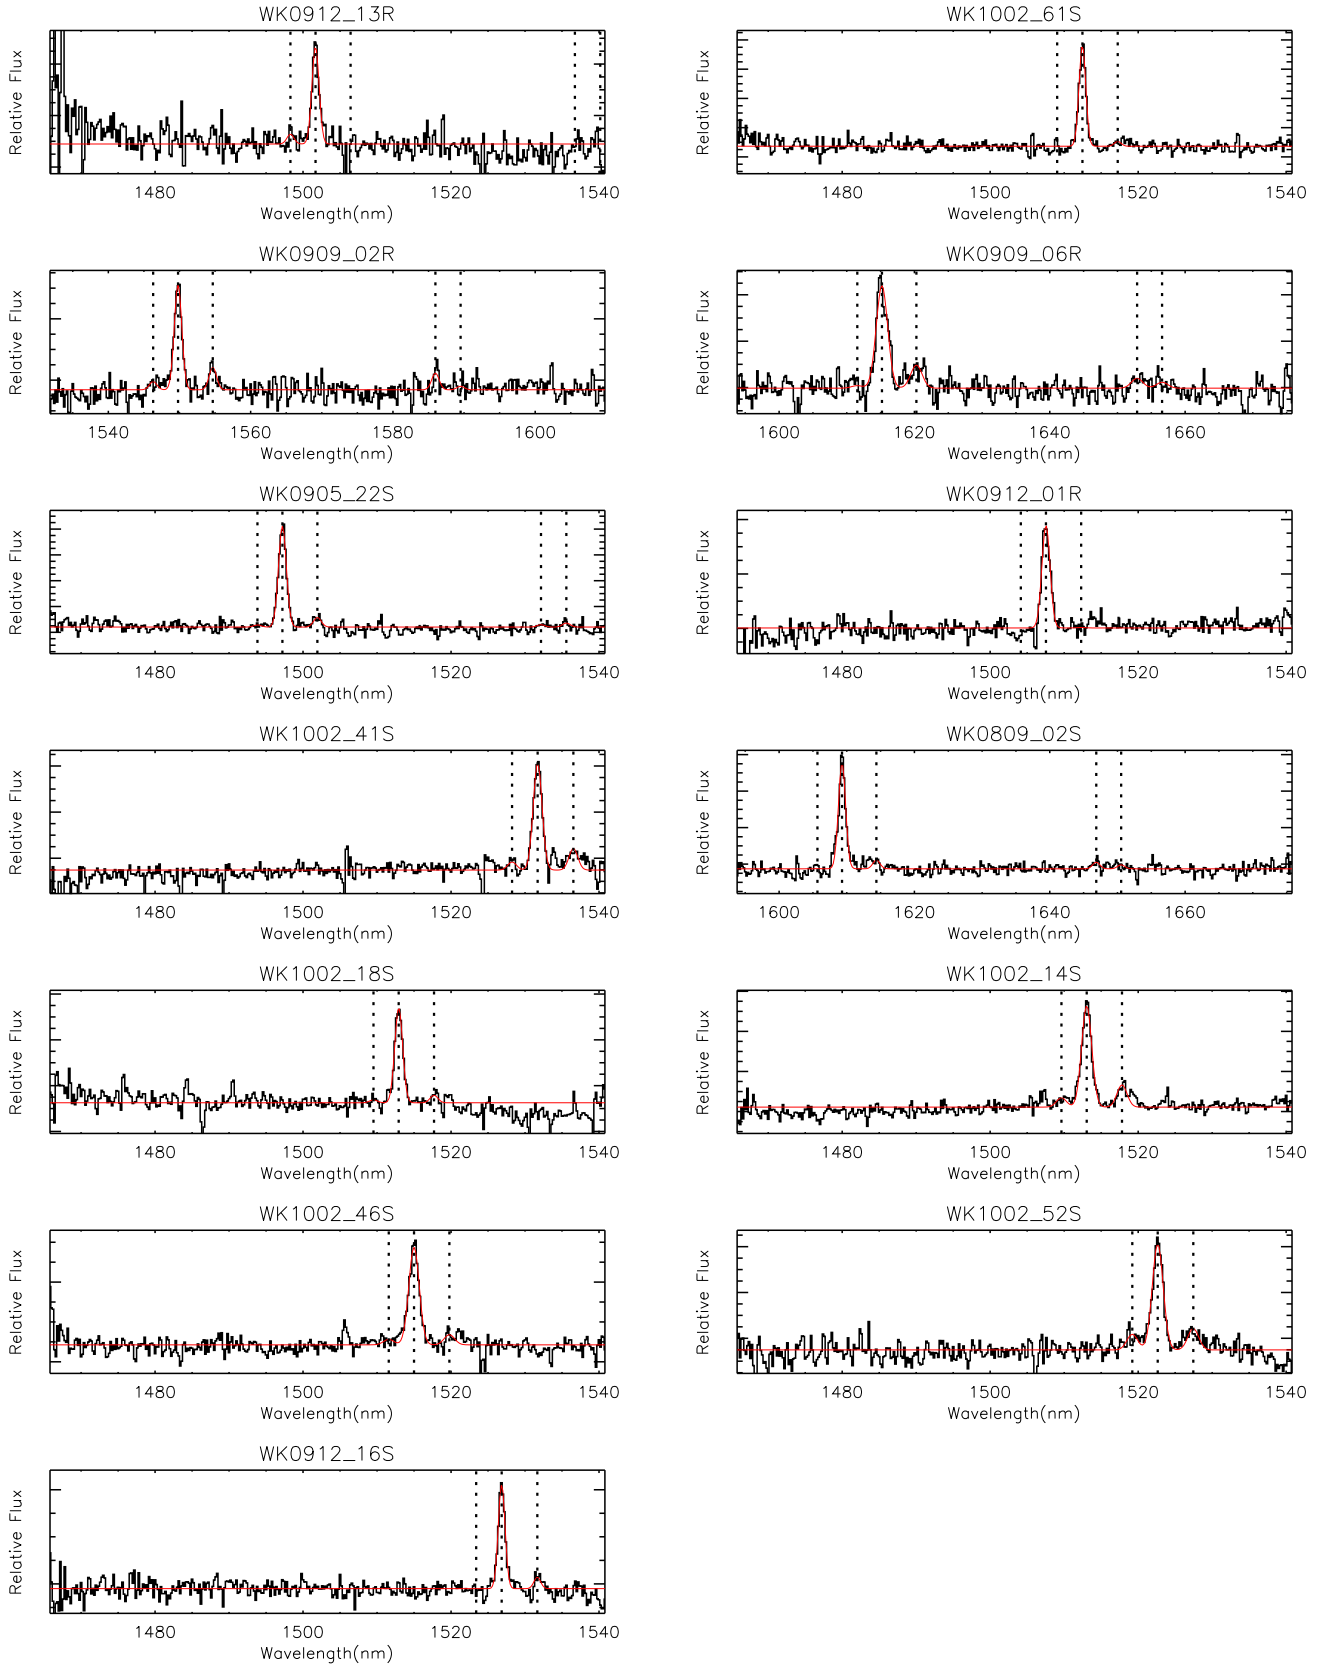 WK0912_13R
WK1002_61S
Relative Flux
Relative Flux
1480 1500 1520 1540
1480 1500 1520 1540
Wavelength(nm)
Wavelength(nm)
WK0909_02R
WK0909_06R
Relative Flux
Relative Flux
1540 1560 1580 1600
1600 1620 1640 1660
Wavelength(nm)
Wavelength(nm)
WK0905_22S
WK0912_01R
Relative Flux
Relative Flux
1480 1500 1520 1540
1480 1500 1520 1540
Wavelength(nm)
Wavelength(nm)
WK1002_41S
WK0809_02S
Relative Flux
Relative Flux
1480 1500 1520 1540
1600 1620 1640 1660
Wavelength(nm)
Wavelength(nm)
WK1002_18S
WK1002_14S
Relative Flux
Relative Flux
1480 1500 1520 1540
1480 1500 1520 1540
Wavelength(nm)
Wavelength(nm)
WK1002_46S
WK1002_52S
Relative Flux
Relative Flux
1480 1500 1520 1540
1480 1500 1520 1540
Wavelength(nm)
Wavelength(nm)
WK0912_16S
Relative Flux
1480 1500 1520 1540
Wavelength(nm)